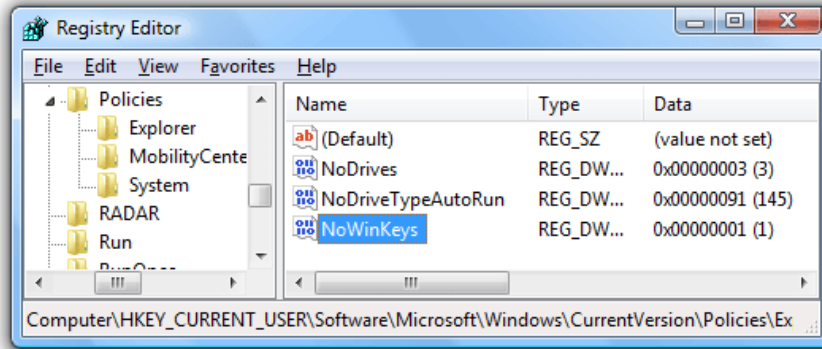 Registry Editor
File Edit View Favorites Help
Policies
Explorer
MobilityCente
System
RADAR
Run
Name Type Data
(Default) REG_SZ (value not set)
NoDrives REG_DW... 0x00000003 (3)
NoDriveTypeAutoRun REG_DW... 0x00000091 (145)
NoWinKeys REG_DW... 0x00000001 (1)
Computer\HKEY_CURRENT_USER\Software\Microsoft\Windows\CurrentVersion\Policies\Ex